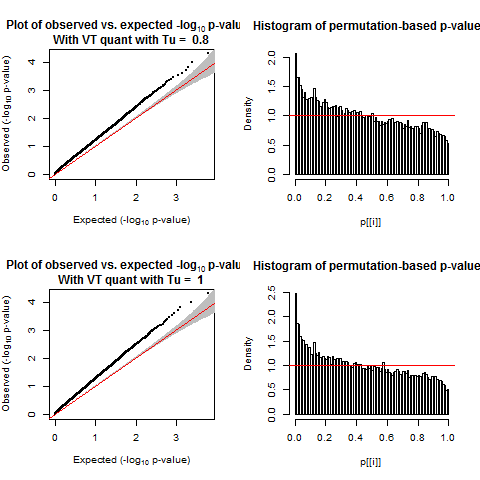 Plot of observed vs. expected -log10 p-valu
With VT quant with Tu = 0.8
Observed (-log10 p-value)
0 1 2 3 4
0 1 2 3
Expected (-log10 p-value)
Histogram of permutation-based p-value
Density
0.0 0.5 1.0 1.5 2.0
0.0 0.2 0.4 0.6 0.8 1.0
p[[i]]
Plot of observed vs. expected -log10 p-valu
With VT quant with Tu = 1
Observed (-log10 p-value)
0 1 2 3 4
0 1 2 3
Expected (-log10 p-value)
Histogram of permutation-based p-value
Density
0.0 0.5 1.0 1.5 2.0 2.5
0.0 0.2 0.4 0.6 0.8 1.0
p[[i]]